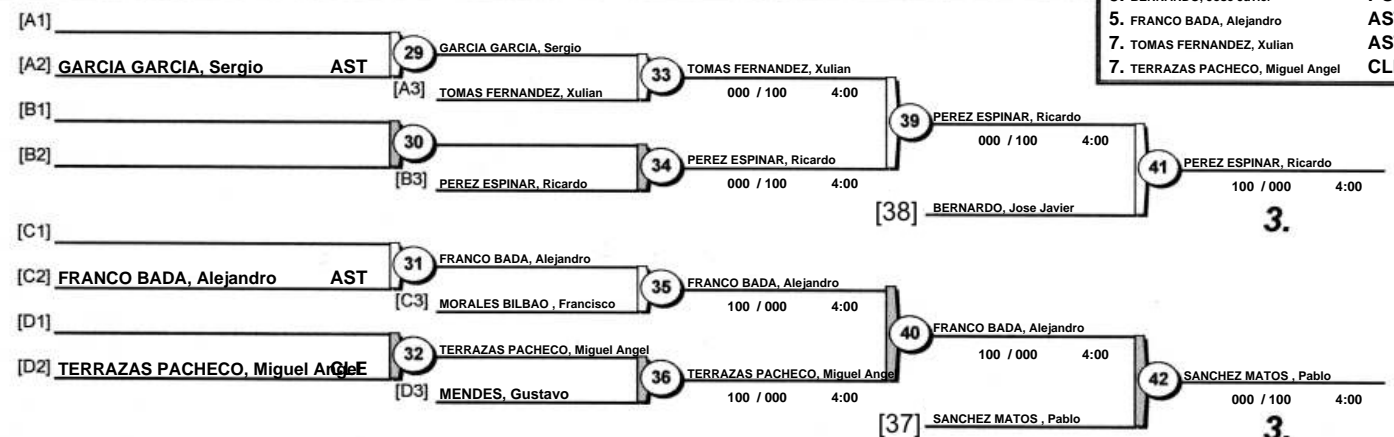 5. FRANCO BADA, Alejandro
7. TOMAS FERNANDEZ, Xulian
7. TERRAZAS PACHECO, Miguel Angel
[A1]
[A2] GARCIA GARCIA, Sergio AST
29
GARCIA GARCIA, Sergio
[A3] TOMAS FERNANDEZ, Xulian
33
TOMAS FERNANDEZ, Xulian
000 / 100 4:00
[B1]
[B2]
30
[B3] PEREZ ESPINAR, Ricardo
34
PEREZ ESPINAR, Ricardo
000 / 100 4:00
39
PEREZ ESPINAR, Ricardo
000 / 100 4:00
[38] BERNARDO, Jose Javier
41
PEREZ ESPINAR, Ricardo
100 / 000 4:00
3.
[C1]
[C2] FRANCO BADA, Alejandro AST
31
FRANCO BADA, Alejandro
[C3] MORALES BILBAO , Francisco
35
FRANCO BADA, Alejandro
100 / 000 4:00
[D1]
[D2] TERRAZAS PACHECO, Miguel Angel CLE
32
TERRAZAS PACHECO, Miguel Angel
[D3] MENDES, Gustavo
36
TERRAZAS PACHECO, Miguel Angel
100 / 000 4:00
40
FRANCO BADA, Alejandro
100 / 000 4:00
[37] SANCHEZ MATOS , Pablo
42
SANCHEZ MATOS , Pablo
000 / 100 4:00
3.